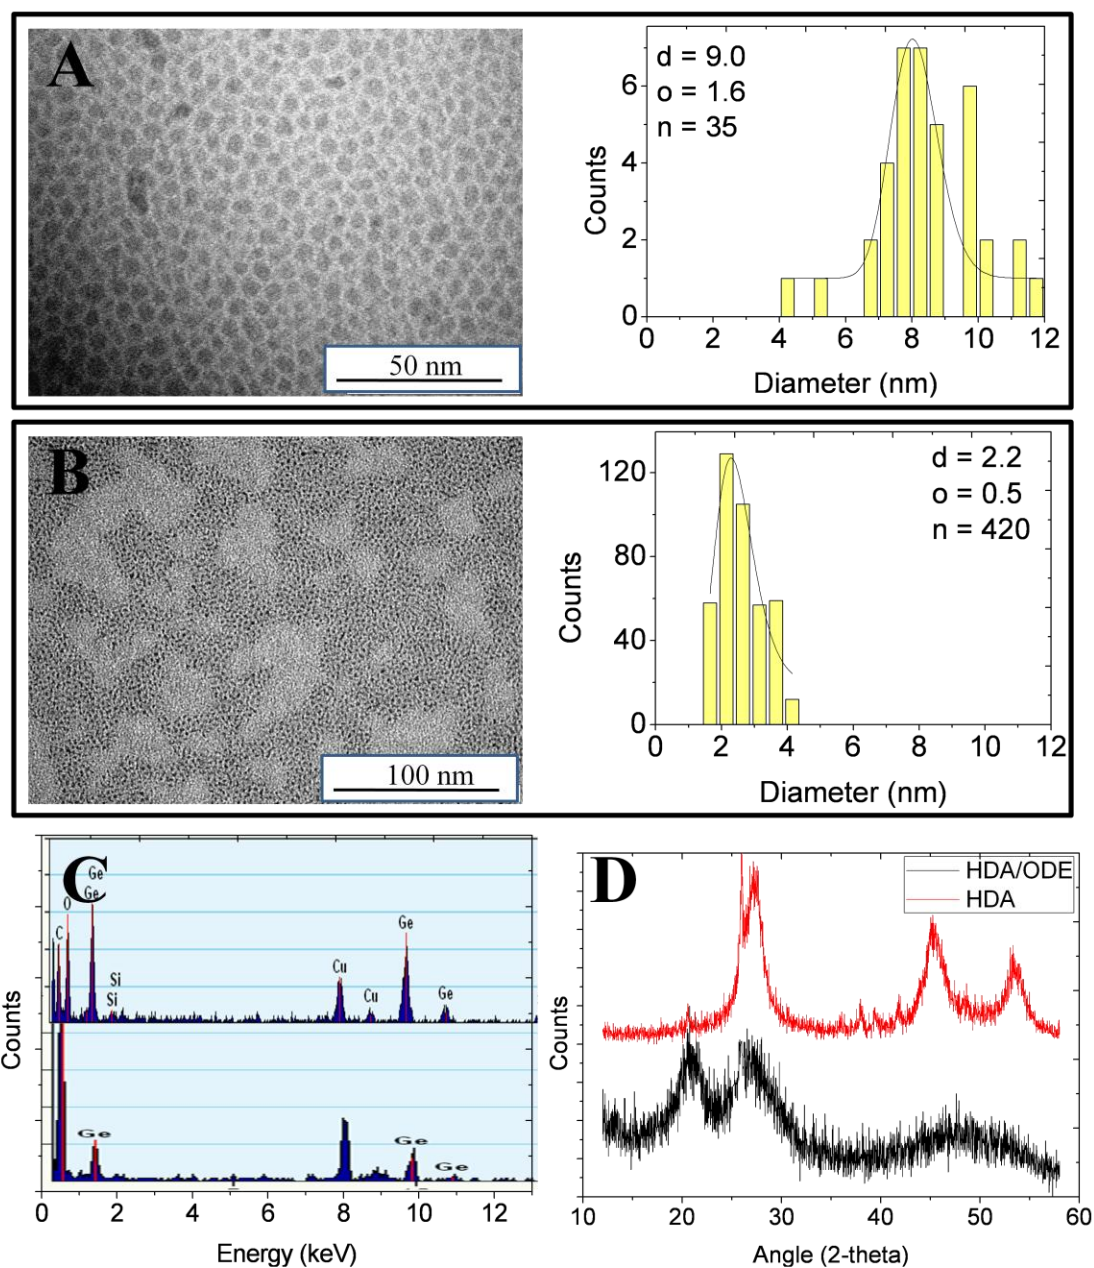 A
50 nm
d = 9.0
o = 1.6
n = 35
Counts
6
4
2
0
0 2 4 6 8 10 12
Diameter (nm)
B
100 nm
d = 2.2
o = 0.5
n = 420
Counts
120
80
40
0
0 2 4 6 8 10 12
Diameter (nm)
C
Ge
Ge
O
C
Si
Si
Cu
Cu
Ge
Ge
Ge
Ge
Ge
Counts
0 2 4 6 8 10 12
Energy (keV)
D
HDA/ODE
HDA
Counts
10 20 30 40 50 60
Angle (2-theta)